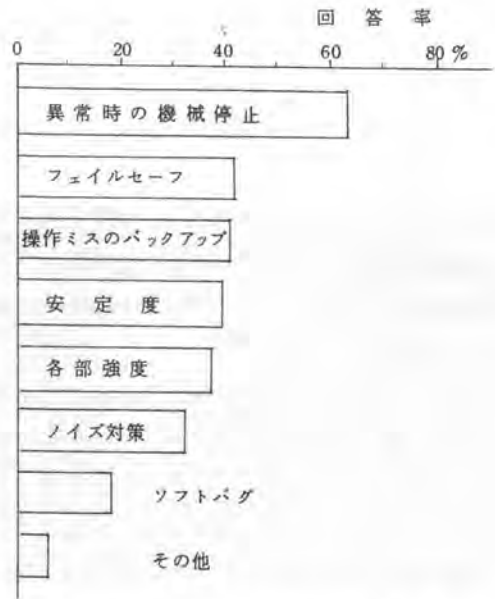 回答率
0 20 40 60 80 %
異常時の機械停止
フェイルセーフ
操作ミスのバックアップ
安定度
各部強度
ノイズ対策
ソフトバグ
その他